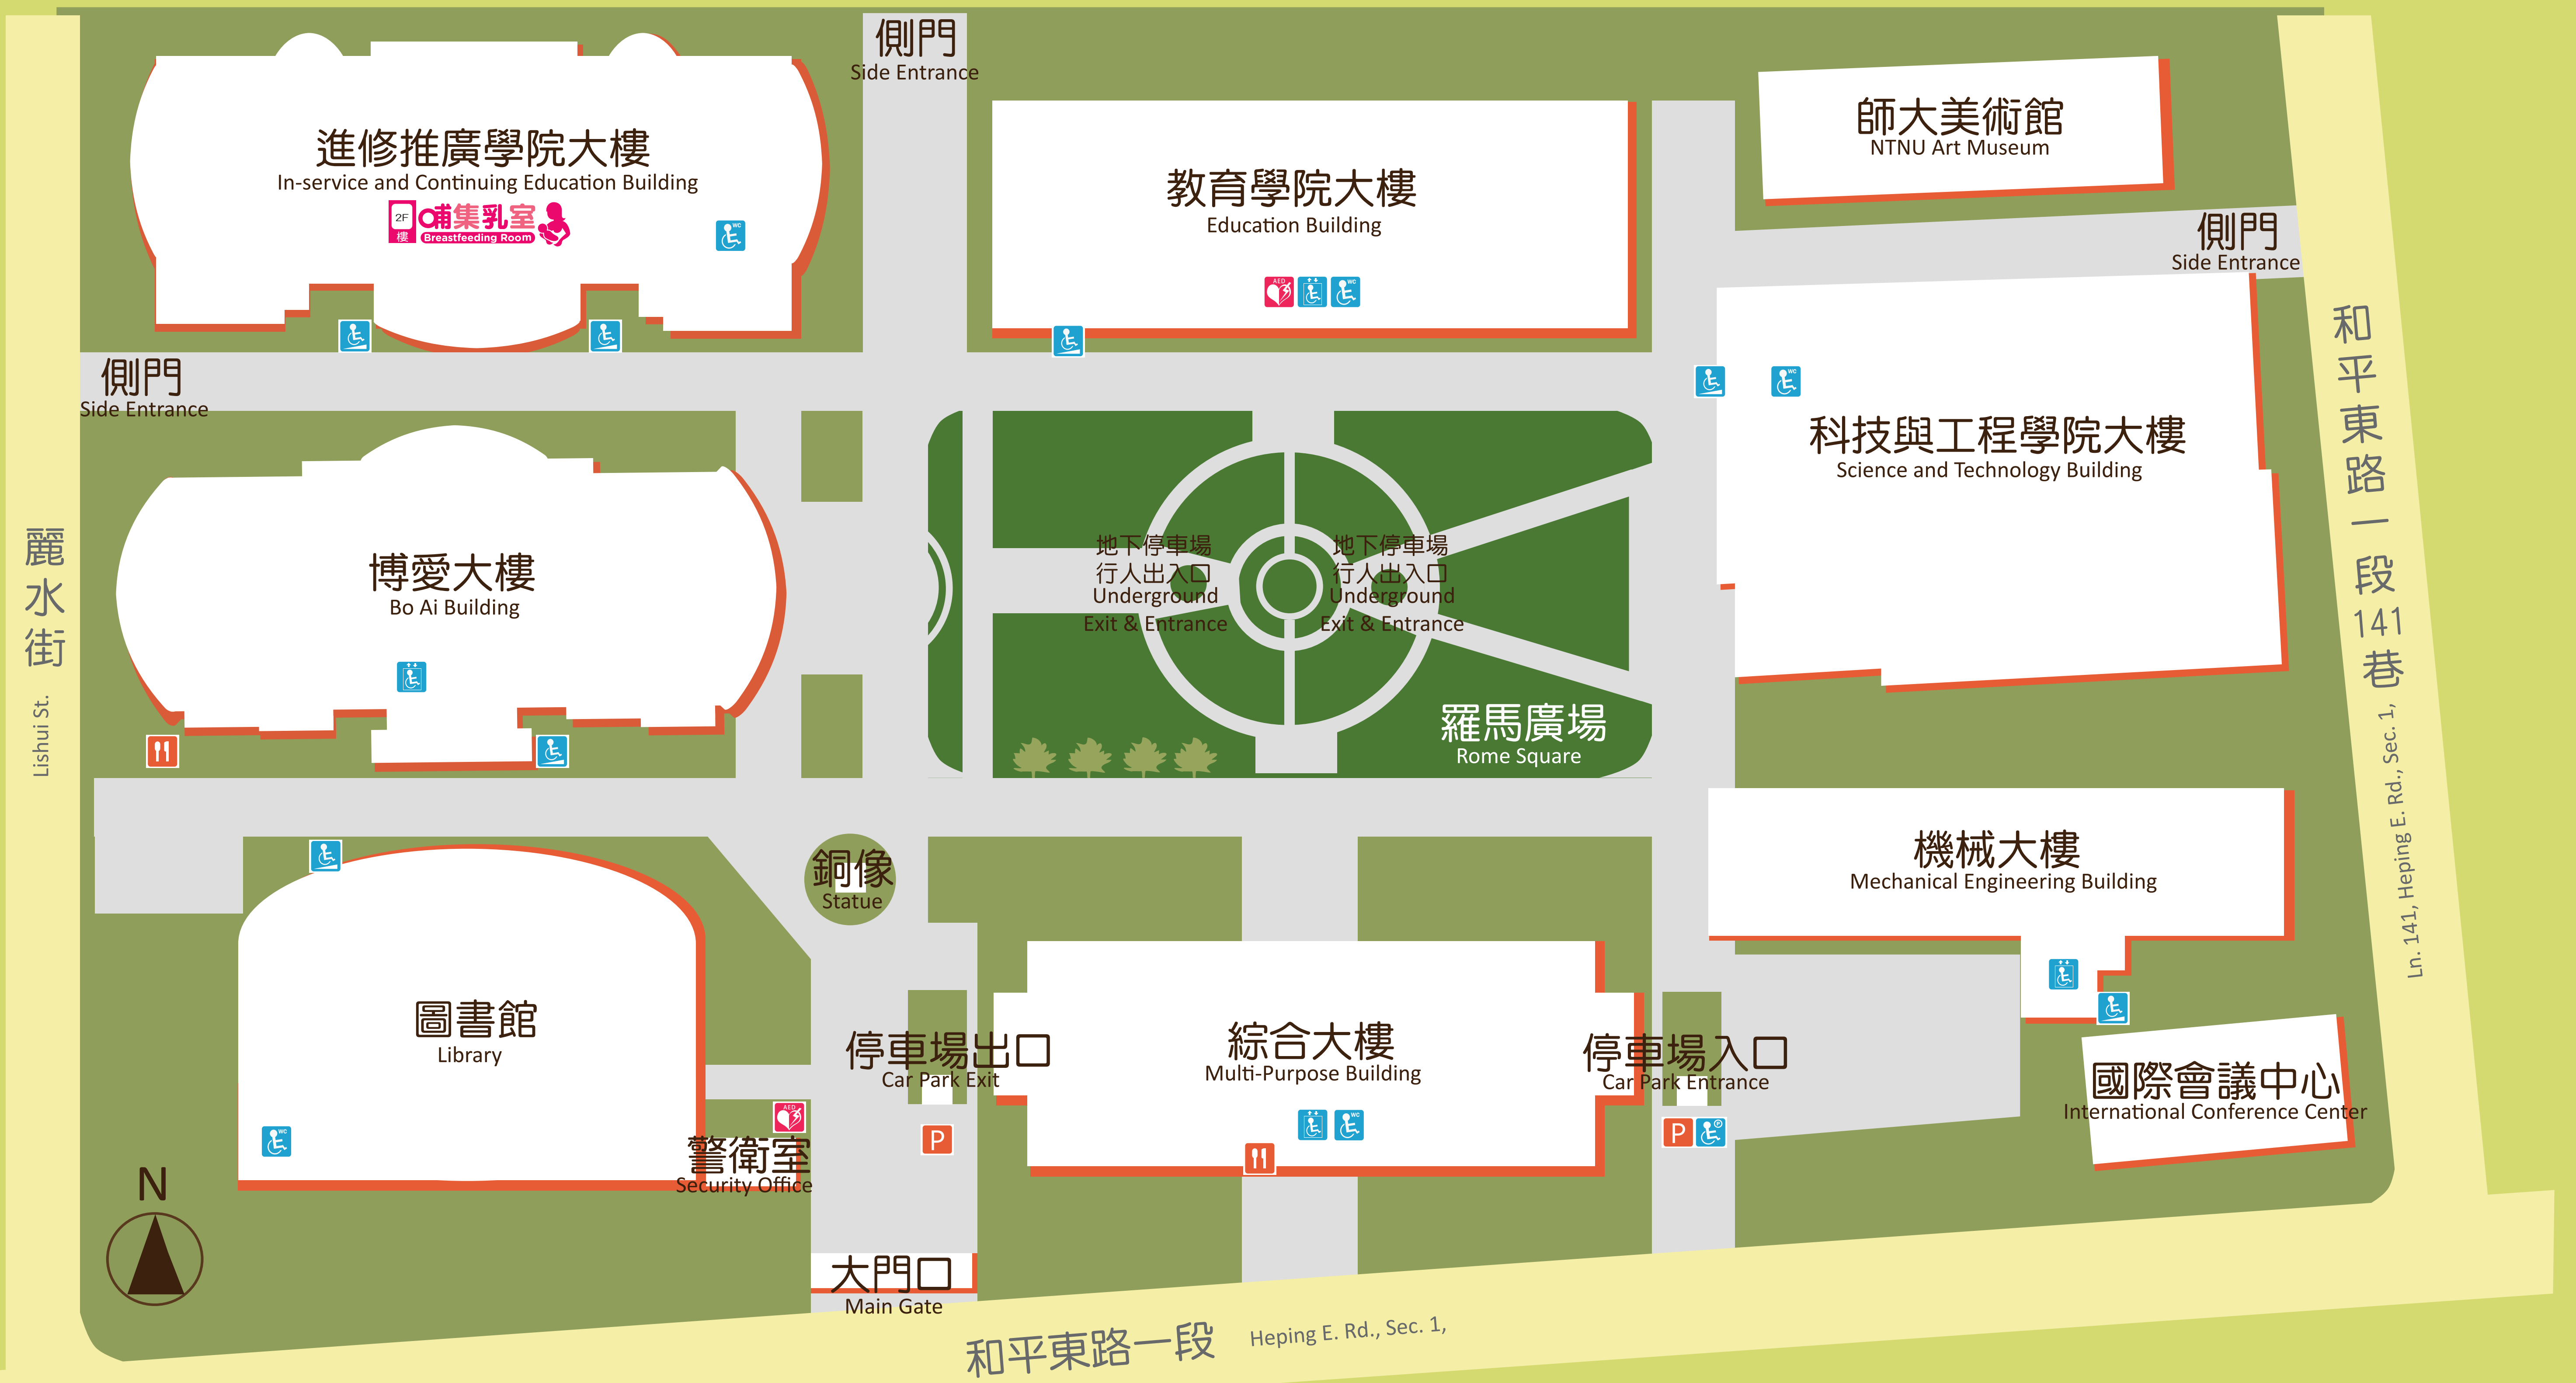 側門
Side Entrance
進修推廣學院大樓
In-service and Continuing Education Building
2F
樓
哺集乳室
Breastfeeding Room
WC
教育學院大樓
Education Building
AED
WC
師大美術館
NTNU Art Museum
側門
Side Entrance
側門
Side Entrance
WC
科技與工程學院大樓
Science and Technology Building
博愛大樓
Bo Ai Building
地下停車場
行人出入口
Underground
Exit & Entrance
地下停車場
行人出入口
Underground
Exit & Entrance
羅馬廣場
Rome Square
麗水街
Lishui St.
和平東路一段141巷
Ln. 141, Heping E. Rd., Sec. 1,
銅像
Statue
機械大樓
Mechanical Engineering Building
圖書館
Library
WC
停車場出口
Car Park Exit
P
綜合大樓
Multi-Purpose Building
WC
停車場入口
Car Park Entrance
P
P
國際會議中心
International Conference Center
AED
警衛室
Security Office
N
大門口
Main Gate
和平東路一段
Heping E. Rd., Sec. 1,